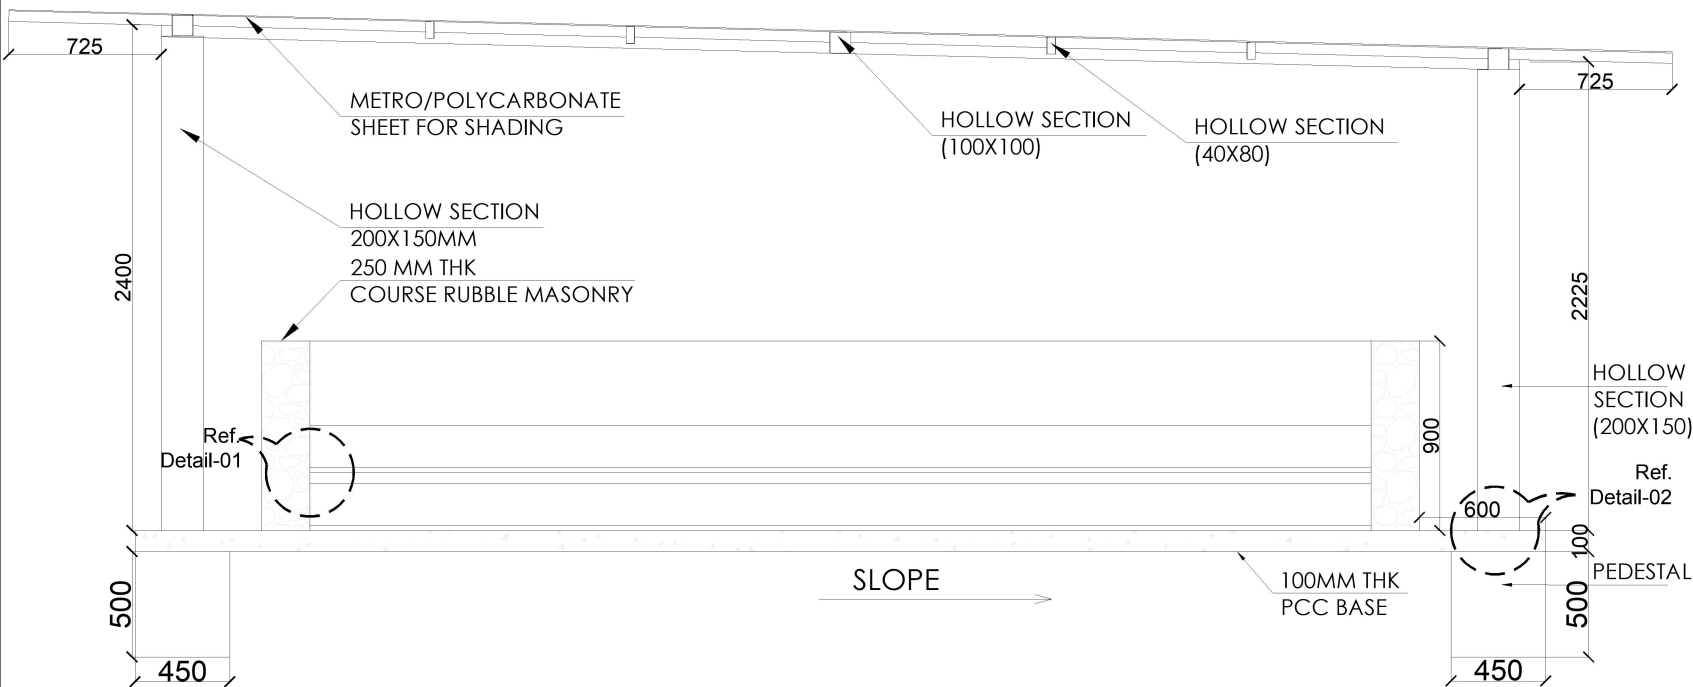 725
METRO/POLYCARBONATE
SHEET FOR SHADING
HOLLOW SECTION
(100X100)
HOLLOW SECTION
(40X80)
725
HOLLOW SECTION
200X150MM
250 MM THK
COURSE RUBBLE MASONRY
2400
2225
HOLLOW
SECTION
(200X150)
900
Ref.
Detail-01
Ref.
Detail-02
600
100
SLOPE
100MM THK
PCC BASE
PEDESTAL
500
500
450
450